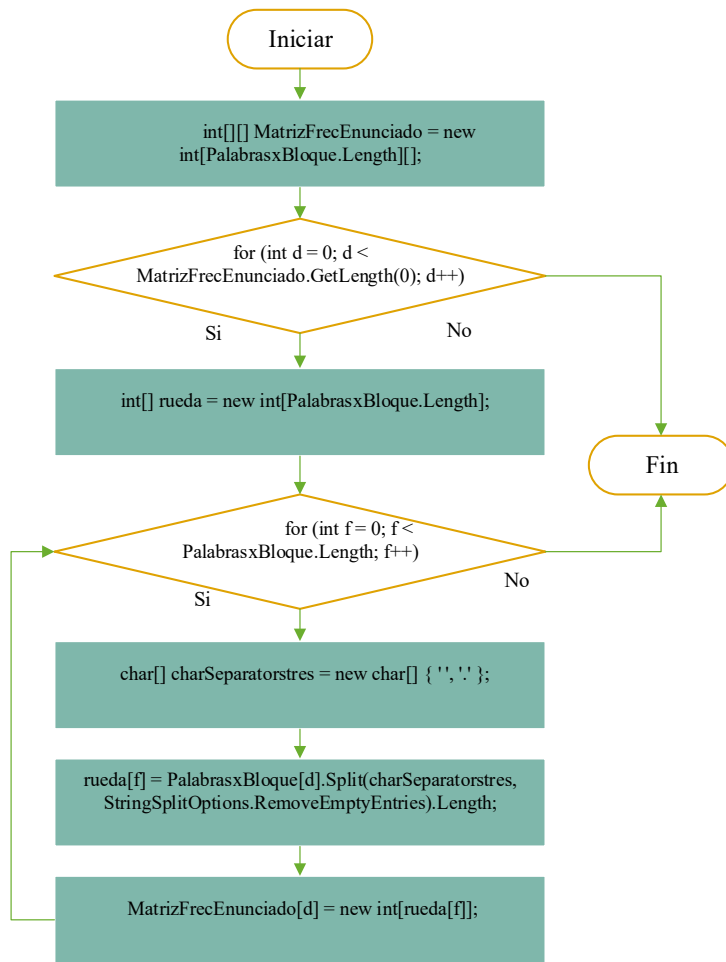 Iniciar
int[][] MatrizFrecEnunciado = new
int[PalabrasxBloque.Length][];
for (int d = 0; d <
MatrizFrecEnunciado.GetLength(0); d++)
Si
No
int[] rueda = new int[PalabrasxBloque.Length];
Fin
for (int f = 0; f <
PalabrasxBloque.Length; f++)
No
Si
char[] charSeparatorstres = new char[] { ' ', '.' };
rueda[f] = PalabrasxBloque[d].Split(charSeparatorstres,
StringSplitOptions.RemoveEmptyEntries).Length;
MatrizFrecEnunciado[d] = new int[rueda[f]];